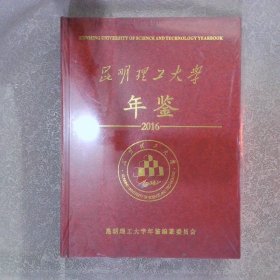 KUNMING UNIVERSITY OF SCIENCE AND TECHNOLOGY YEARBOOK
昆明理工大学
年鉴
2016
昆明理工大学年鉴编纂委员会